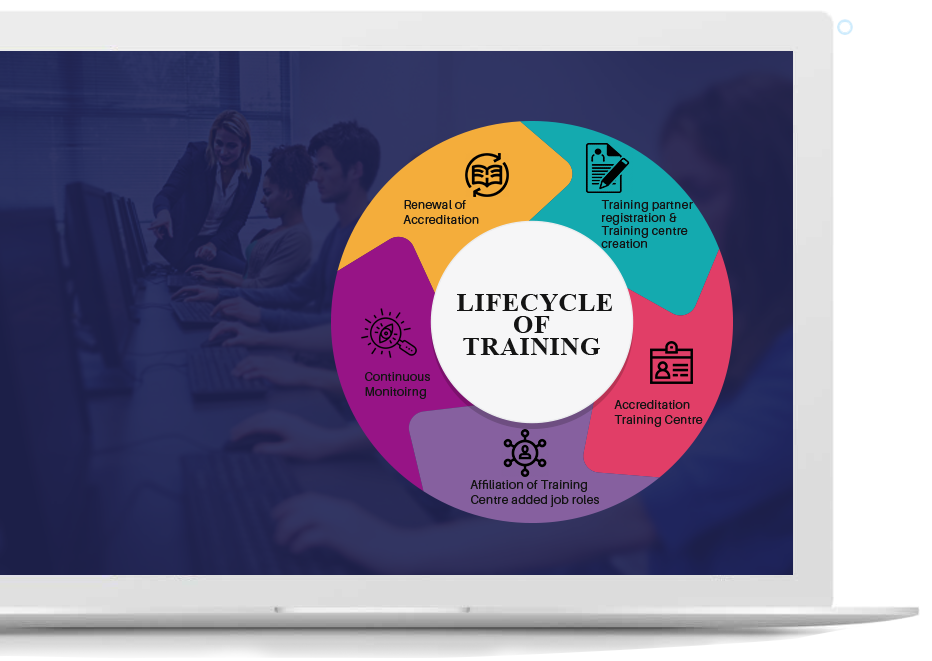 LIFECYCLE
OF
TRAINING
Training partner
registration &
Training centre
creation
Accreditation
Training Centre
Affiliation of Training
Centre added job roles
Continuous
Monitoirng
Renewal of
Accreditation